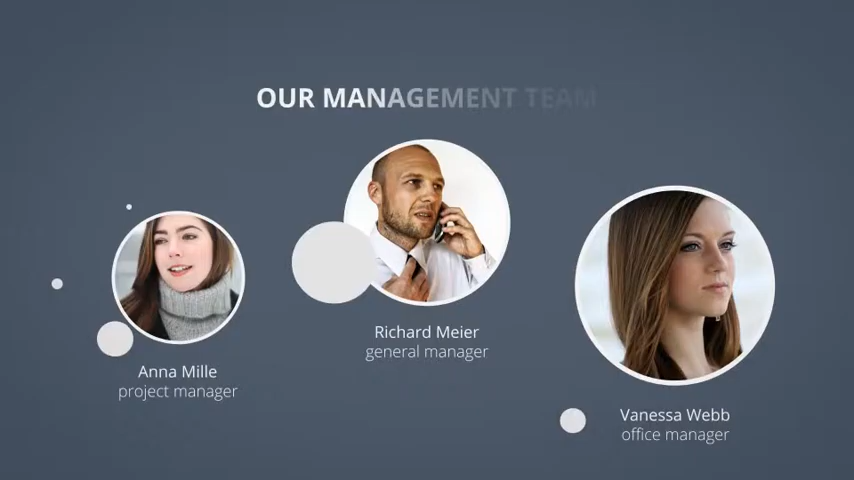 OUR MANAGEMENT TEAM
Anna Mille
project manager
Richard Meier
general manager
Vanessa Webb
office manager